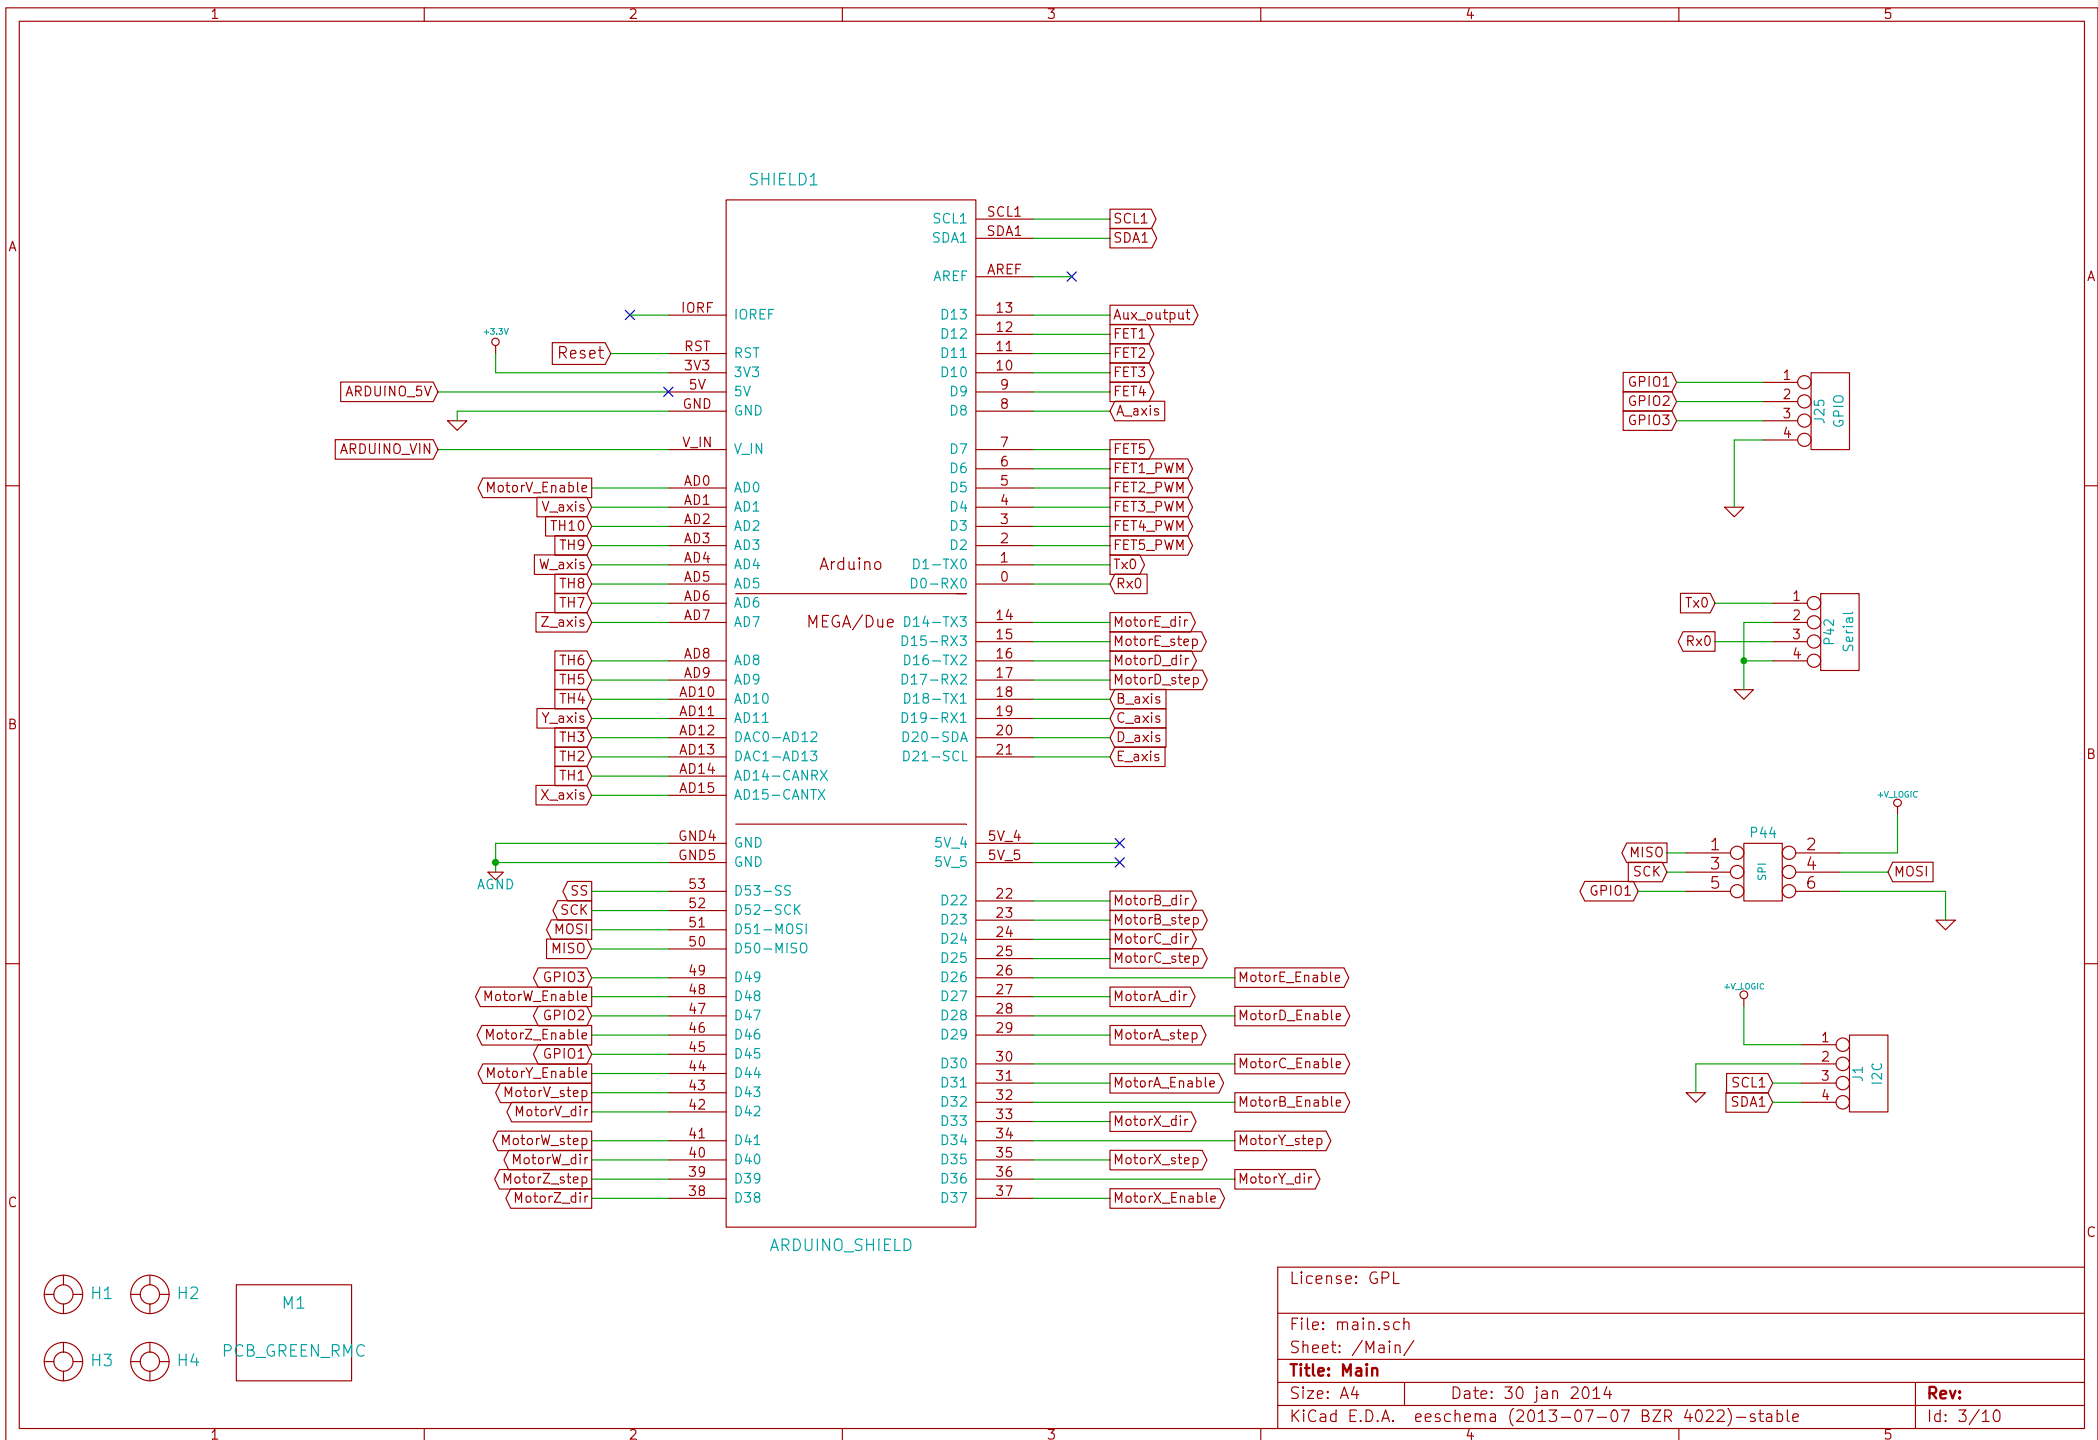 1 2 3 4 5
A
B
C
A
B
C
SHIELD1
Arduino
MEGA/Due
ARDUINO_SHIELD
IORF IOREF
+3.3V
Reset RST RST
3V3 3V3
ARDUINO_5V 5V 5V
GND GND
ARDUINO_VIN V_IN V_IN
MotorV_Enable AD0 AD0
V_axis AD1 AD1
TH10 AD2 AD2
TH9 AD3 AD3
W_axis AD4 AD4
TH8 AD5 AD5
TH7 AD6 AD6
Z_axis AD7 AD7
TH6 AD8 AD8
TH5 AD9 AD9
TH4 AD10 AD10
Y_axis AD11 AD11
TH3 AD12 DAC0-AD12
TH2 AD13 DAC1-AD13
TH1 AD14 AD14-CANRX
X_axis AD15 AD15-CANTX
GND4 GND
GND5 GND
AGND
SS 53 D53-SS
SCK 52 D52-SCK
MOSI 51 D51-MOSI
MISO 50 D50-MISO
GPIO3 49 D49
MotorW_Enable 48 D48
GPIO2 47 D47
MotorZ_Enable 46 D46
GPIO1 45 D45
MotorY_Enable 44 D44
MotorV_step 43 D43
MotorV_dir 42 D42
MotorW_step 41 D41
MotorW_dir 40 D40
MotorZ_step 39 D39
MotorZ_dir 38 D38
SCL1 SCL1 SCL1
SDA1 SDA1 SDA1
AREF AREF
D13 13 Aux_output
D12 12 FET1
D11 11 FET2
D10 10 FET3
D9 9 FET4
D8 8 A_axis
D7 7 FET5
D6 6 FET1_PWM
D5 5 FET2_PWM
D4 4 FET3_PWM
D3 3 FET4_PWM
D2 2 FET5_PWM
D1-TX0 1 Tx0
D0-RX0 0 Rx0
D14-TX3 14 MotorE_dir
D15-RX3 15 MotorE_step
D16-TX2 16 MotorD_dir
D17-RX2 17 MotorD_step
D18-TX1 18 B_axis
D19-RX1 19 C_axis
D20-SDA 20 D_axis
D21-SCL 21 E_axis
5V_4 5V_4
5V_5 5V_5
D22 22 MotorB_dir
D23 23 MotorB_step
D24 24 MotorC_dir
D25 25 MotorC_step
D26 26 MotorE_Enable
D27 27 MotorA_dir
D28 28 MotorD_Enable
D29 29 MotorA_step
D30 30 MotorC_Enable
D31 31 MotorA_Enable
D32 32 MotorB_Enable
D33 33 MotorX_dir
D34 34 MotorY_step
D35 35 MotorX_step
D36 36 MotorY_dir
D37 37 MotorX_Enable
GPIO1 1
GPIO2 2
GPIO3 3
4
J25
GPIO
Tx0 1
2
Rx0 3
4
P42
Serial
+V_LOGIC
P44
MISO 1 2
SCK 3 4 MOSI
GPIO1 5 6
SPI
+V_LOGIC
1
2
SCL1 3
SDA1 4
J1
I2C
H1 H2
H3 H4
M1
PCB_GREEN_RMC
License: GPL
File: main.sch
Sheet: /Main/
Title: Main
Size: A4 Date: 30 jan 2014 Rev:
KiCad E.D.A. eeschema (2013-07-07 BZR 4022)-stable Id: 3/10
1 2 3 4 5